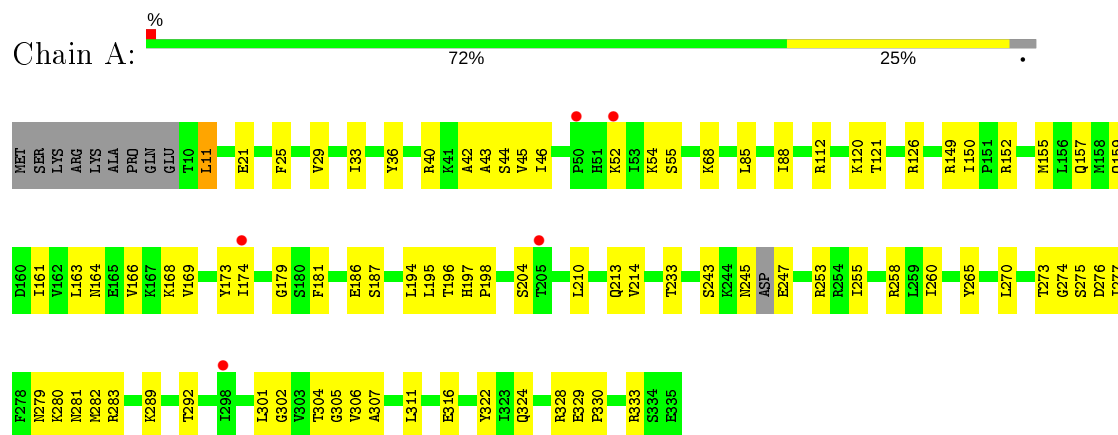 %
Chain A:
72% 25% •
MET SER LYS ARG LYS ALA PRO GLN GLU T10 L11 E21 F25 V29 I33 Y36 R40 K41 A42 A43 S44 V45 I46 P50 H51 K52 I53 K54 S55 K68 L85 I88 R112 K120 T121 R126 R149 I150 P151 R152 M155 L156 Q157 M158 Q159
D160 I161 V162 L163 N164 E165 V166 K167 K168 V169 Y173 I174 G179 S180 F181 E186 S187 L194 L195 T196 H197 P198 S204 T205 L210 Q213 V214 T233 S243 K244 N245 ASP E247 R253 R254 I255 R258 L259 I260 Y265 L270 T273 G274 S275 D276 I277
F278 N279 K280 N281 M282 R283 K289 T292 I298 L301 G302 V303 T304 G305 V306 A307 L311 E316 Y322 I323 Q324 R328 E329 P330 R333 S334 E335